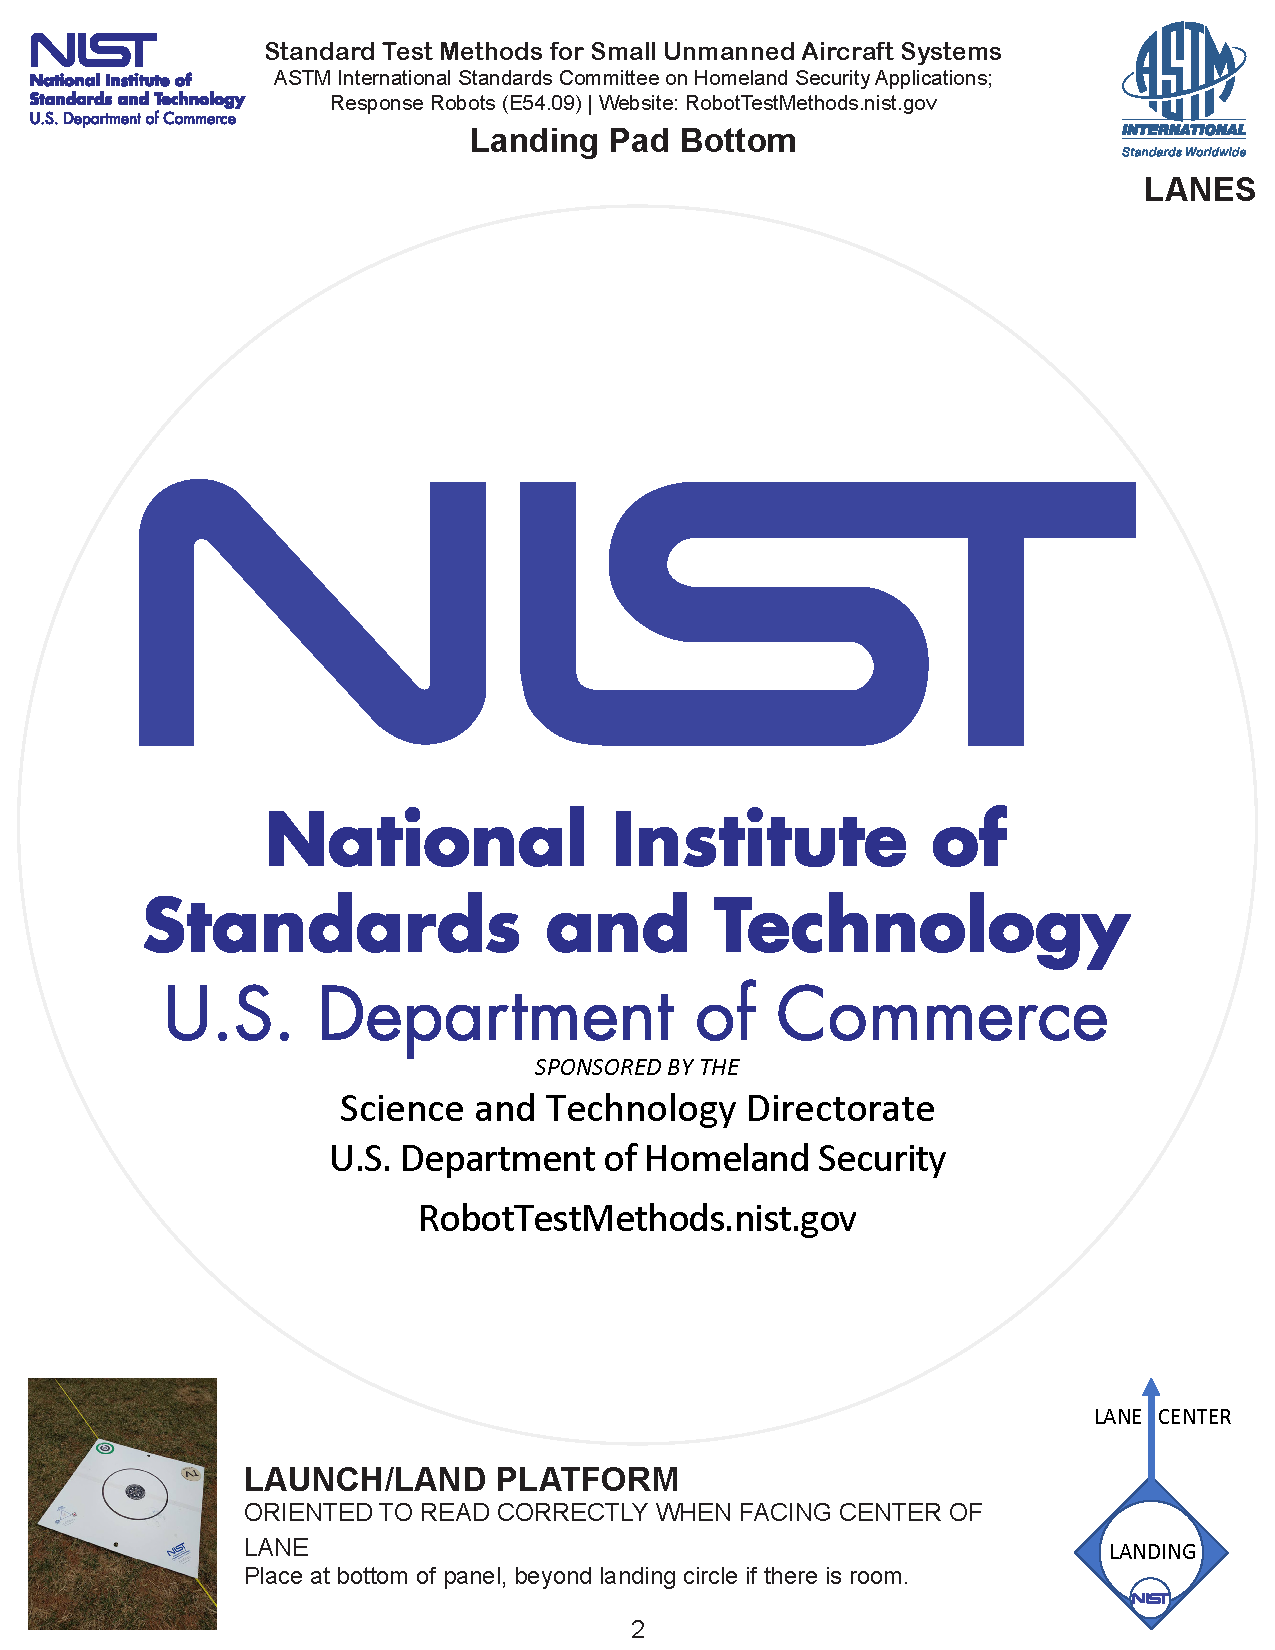 NIST
National Institute of
Standards and Technology
U.S. Department of Commerce
Standard Test Methods for Small Unmanned Aircraft Systems
ASTM International Standards Committee on Homeland Security Applications;
Response Robots (E54.09) | Website: RobotTestMethods.nist.gov
Landing Pad Bottom
ASTM
INTERNATIONAL
Standards Worldwide
LANES
NIST
National Institute of
Standards and Technology
U.S. Department of Commerce
SPONSORED BY THE
Science and Technology Directorate
U.S. Department of Homeland Security
RobotTestMethods.nist.gov
LAUNCH/LAND PLATFORM
ORIENTED TO READ CORRECTLY WHEN FACING CENTER OF
LANE
Place at bottom of panel, beyond landing circle if there is room.
NIST
LANE CENTER
LANDING
NIST
2